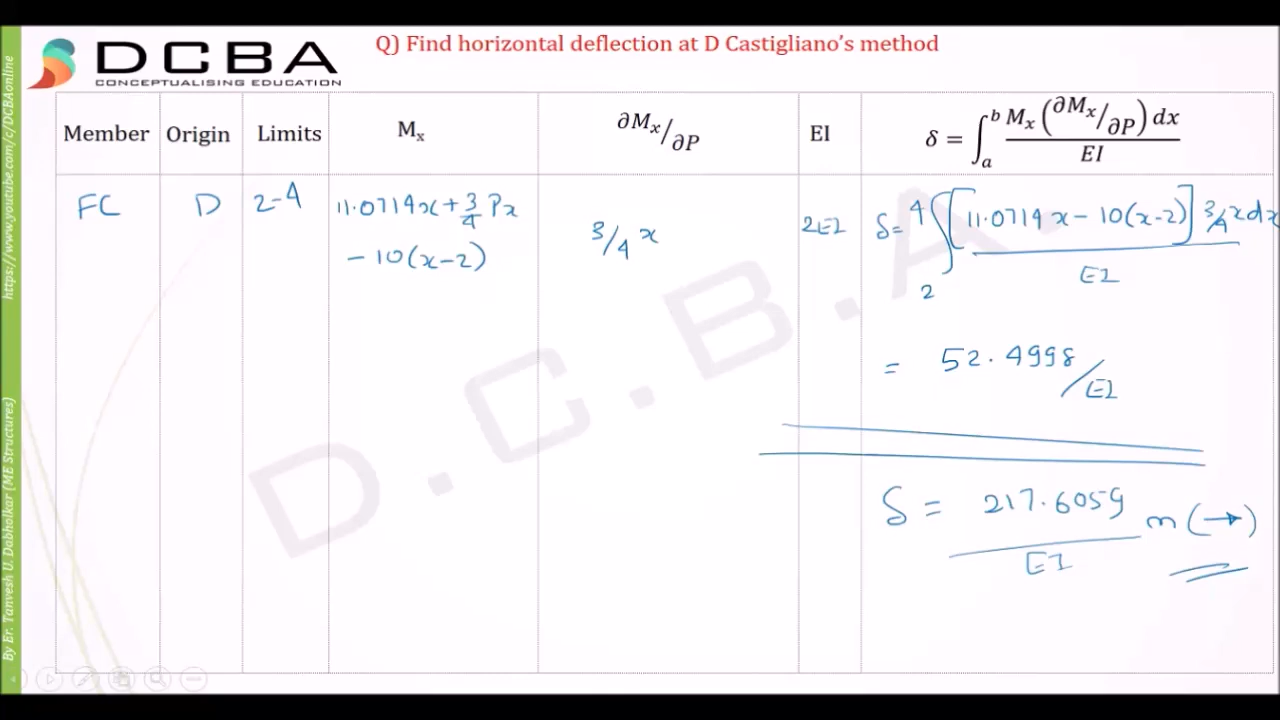 Q) Find horizontal deflection at D Castigliano's method
DCBA
CONCEPTUALISING EDUCATION
https://www.youtube.com/c/DCBAonline
By Er. Tanvesh U. Dabholkar (ME Structures)
Member Origin Limits Mₓ ∂Mₓ/∂P EI δ = ∫ₐᵇ Mₓ (∂Mₓ/∂P) dx / EI
FC D 2-4 11.0714x + 3/4 Px
- 10(x-2)
3/4 x
2EI
δ = ₂∫⁴ [11.0714x - 10(x-2)] 3/4 x dx / EI
= 52.4998/EI
δ = 217.6059/EI m (→)
D.C.B.A.